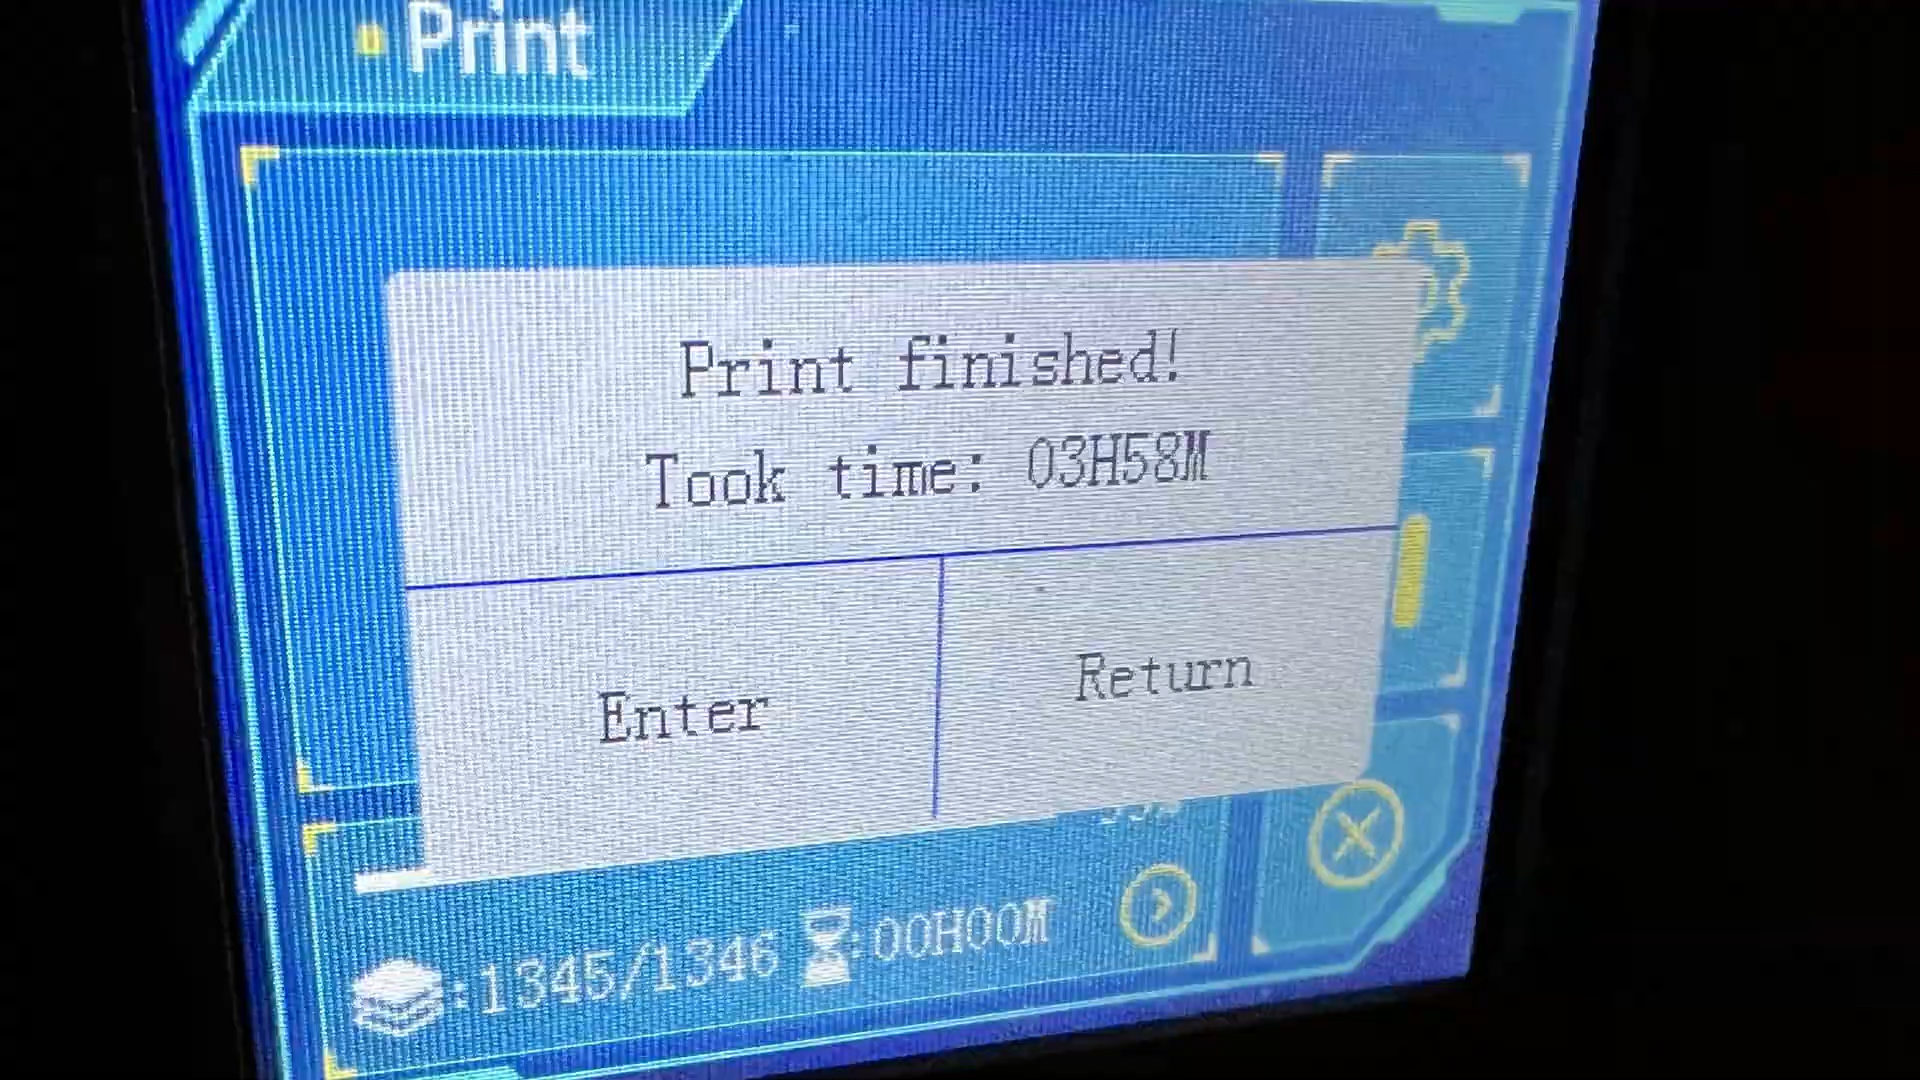 Print
Print finished!
Took time: 03H58M
Enter
Return
:1345/1346 :00H00M